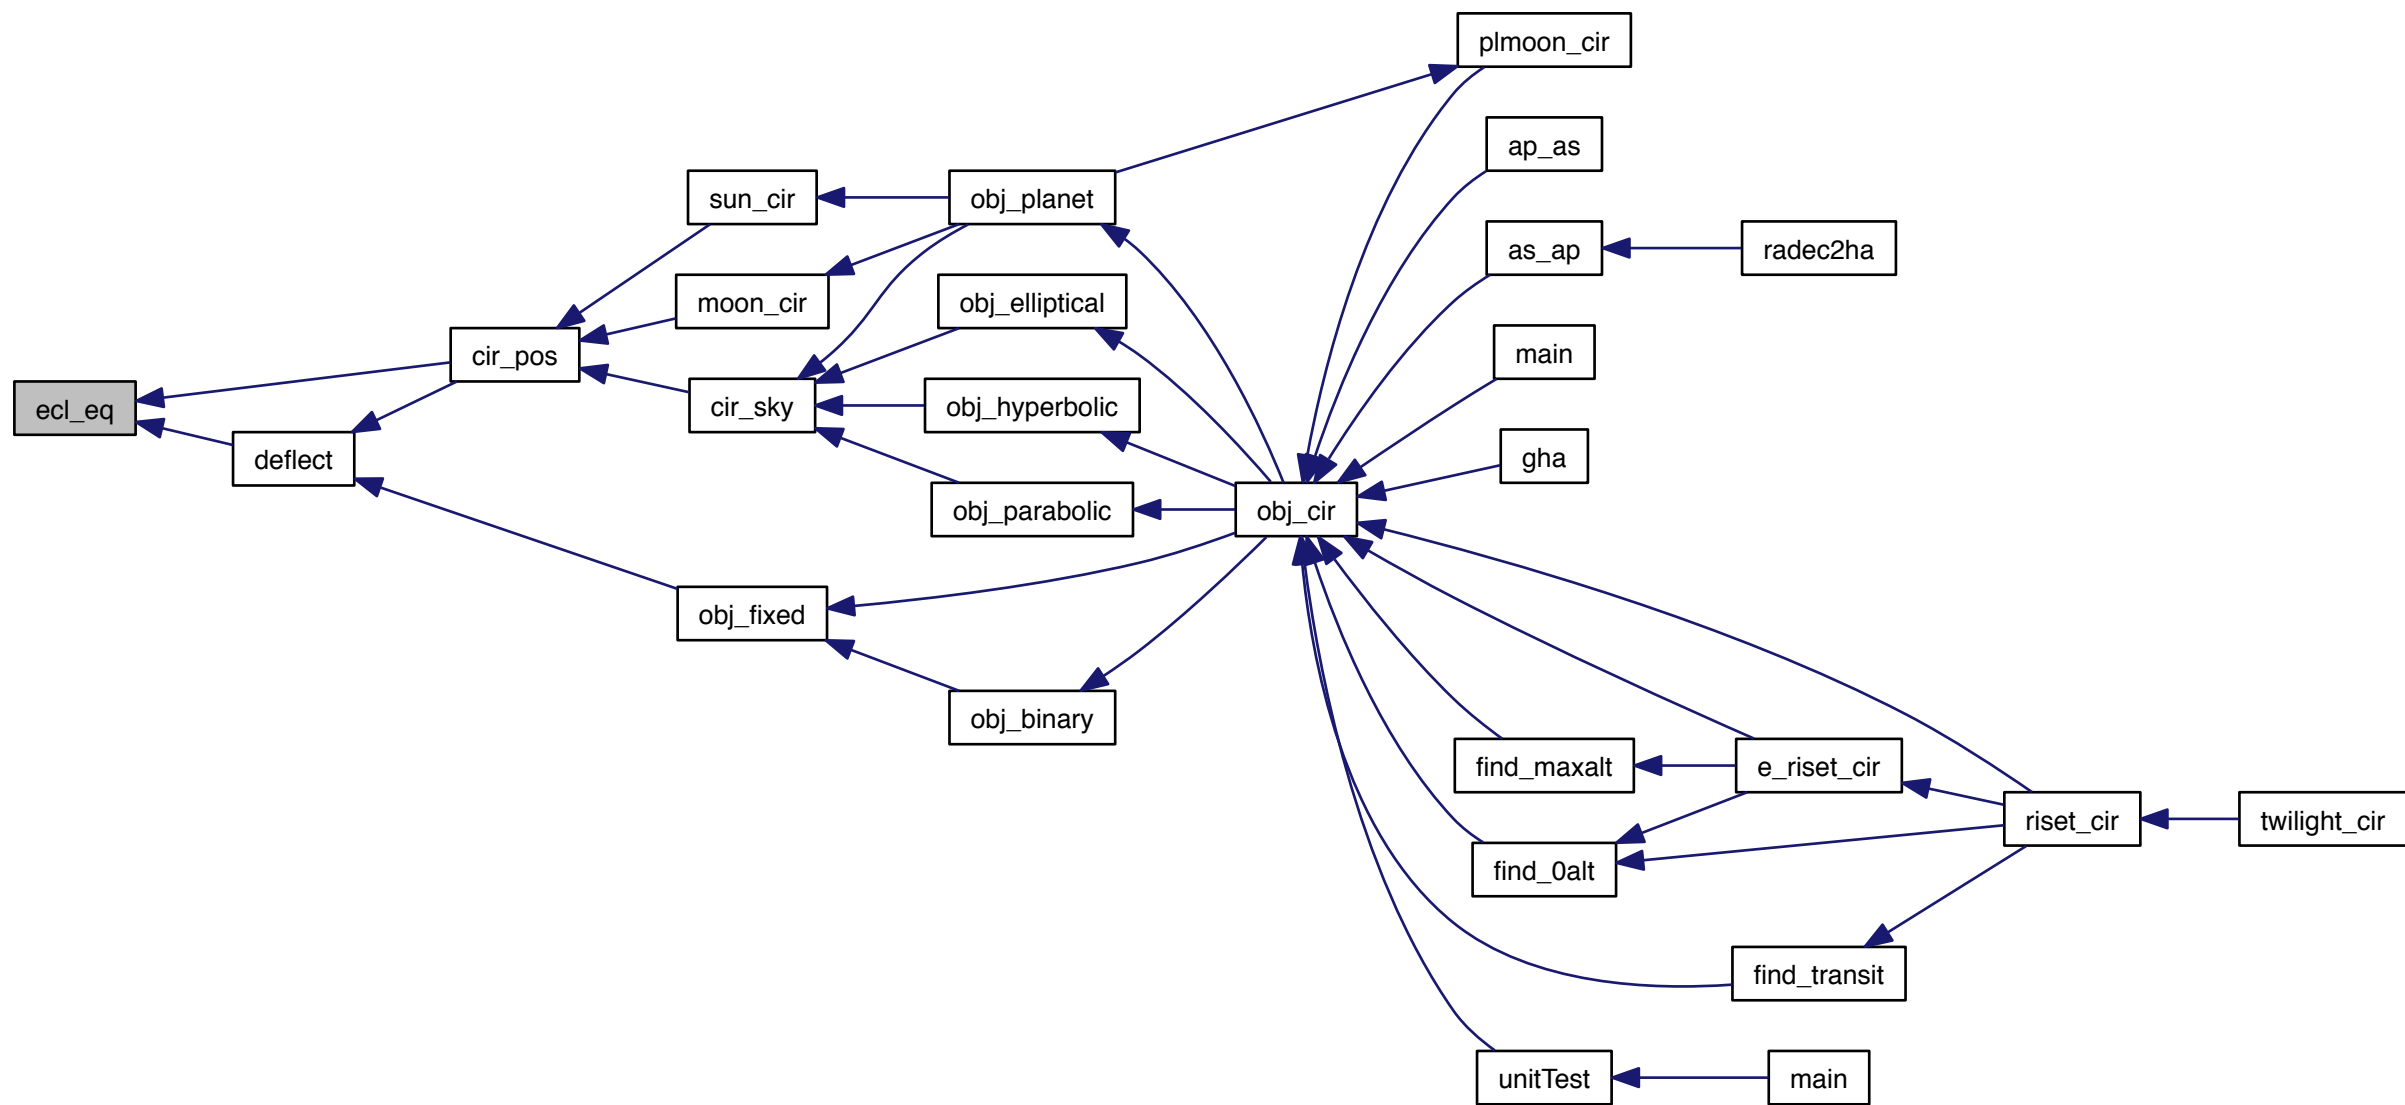 plmoon_cir
ap_as
sun_cir
obj_planet
as_ap
radec2ha
moon_cir
obj_elliptical
cir_pos
main
ecl_eq
cir_sky
obj_hyperbolic
deflect
gha
obj_parabolic
obj_cir
obj_fixed
obj_binary
find_maxalt
e_riset_cir
riset_cir
twilight_cir
find_0alt
find_transit
unitTest
main